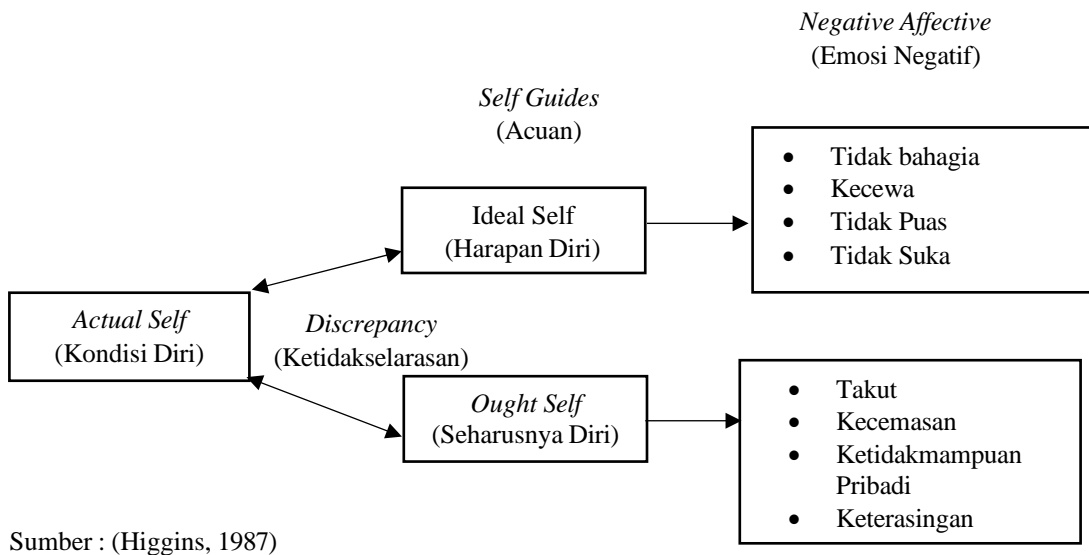 Negative Affective
(Emosi Negatif)
Self Guides
(Acuan)
• Tidak bahagia
• Kecewa
• Tidak Puas
• Tidak Suka
Ideal Self
(Harapan Diri)
Actual Self
(Kondisi Diri)
Discrepancy
(Ketidakselarasan)
Ought Self
(Seharusnya Diri)
• Takut
• Kecemasan
• Ketidakmampuan
Pribadi
• Keterasingan
Sumber : (Higgins, 1987)